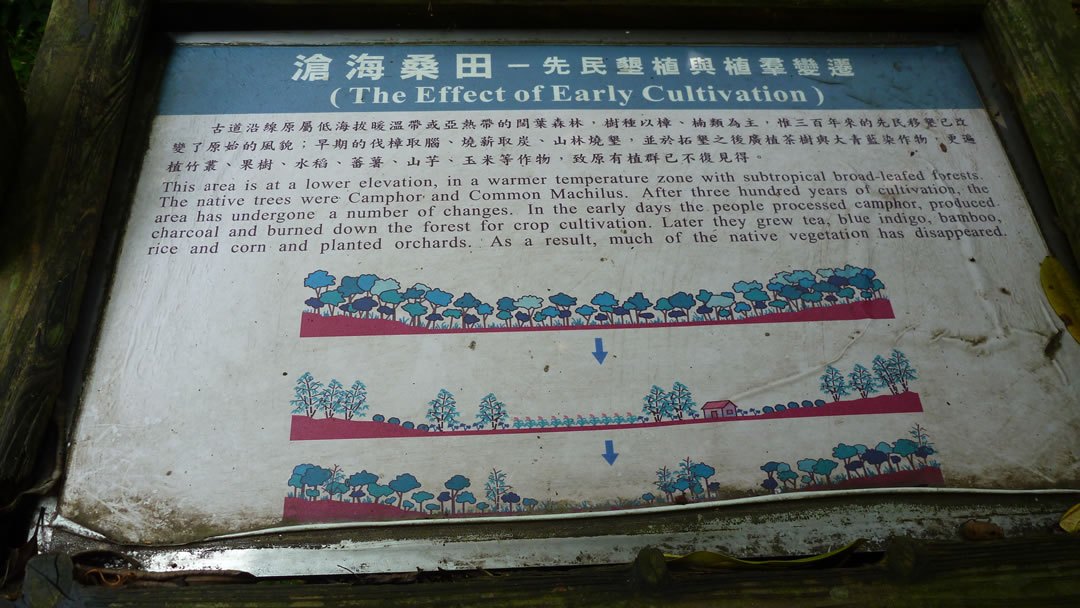 滄海桑田－先民墾植與植羣變遷
(The Effect of Early Cultivation)
古道沿線原屬低海拔暖溫帶或亞熱帶的闊葉森林，樹種以樟、楠類為主，惟三百年來的先民移墾已改
變了原始的風貌；早期的伐樟取腦、燒薪取炭、山林燒墾，並於拓墾之後廣植茶樹與大青藍染作物、更遍
植竹叢、果樹、水稻、蕃薯、山芋、玉米等作物，致原有植群已不復見得。
This area is at a lower elevation, in a warmer temperature zone with subtropical broad-leafed forests.
The native trees were Camphor and Common Machilus. After three hundred years of cultivation, the
area has undergone a number of changes. In the early days the people processed camphor, produced
charcoal and burned down the forest for crop cultivation. Later they grew tea, blue indigo, bamboo,
rice and corn and planted orchards. As a result, much of the native vegetation has disappeared.